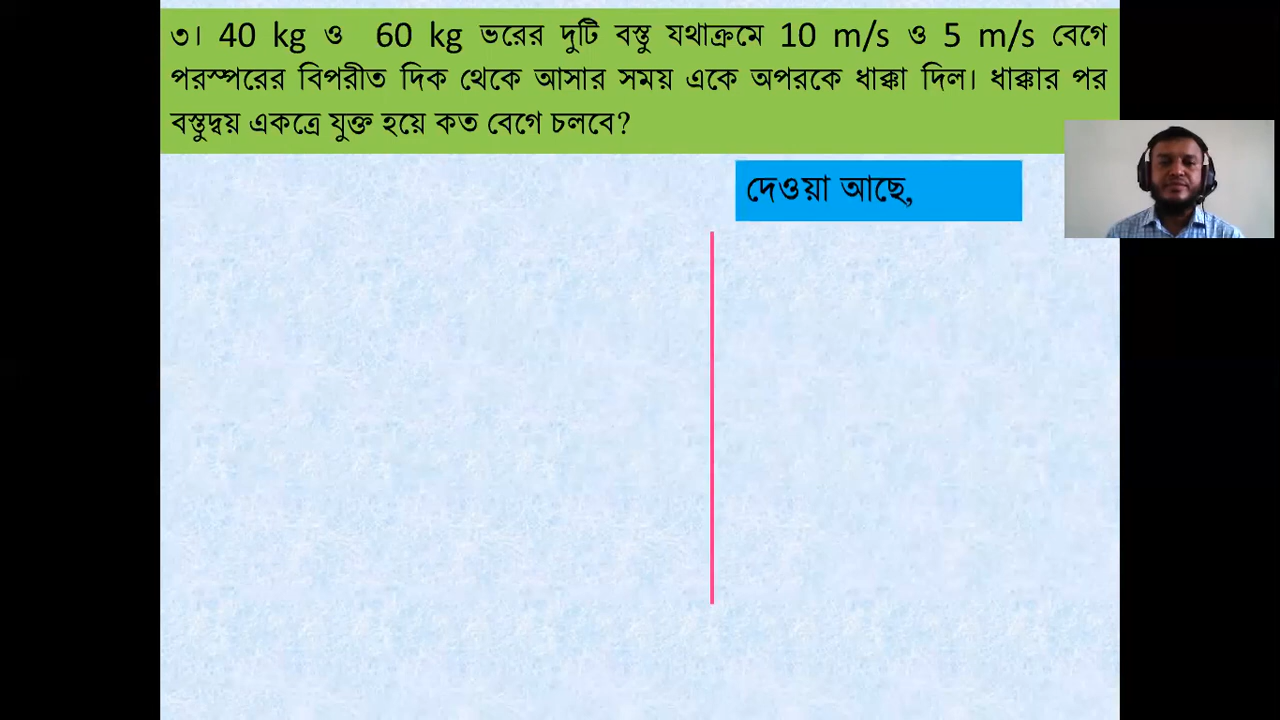 ৩। 40 kg ও 60 kg ভরের দুটি বস্তু যথাক্রমে 10 m/s ও 5 m/s বেগে
পরস্পরের বিপরীত দিক থেকে আসার সময় একে অপরকে ধাক্কা দিল। ধাক্কার পর
বস্তুদ্বয় একত্রে যুক্ত হয়ে কত বেগে চলবে?
দেওয়া আছে,